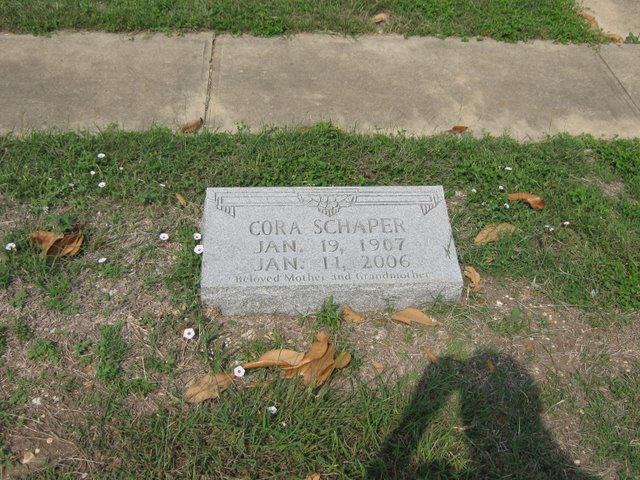 CORA SCHAPER
JAN. 19, 1907
JAN. 11, 2006
Beloved Mother and Grandmother